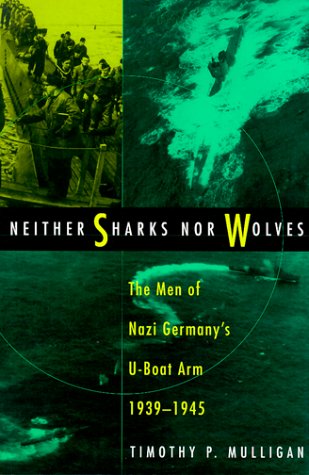 NEITHER SHARKS NOR WOLVES
The Men of
Nazi Germany's
U-Boat Arm
1939–1945
TIMOTHY P. MULLIGAN